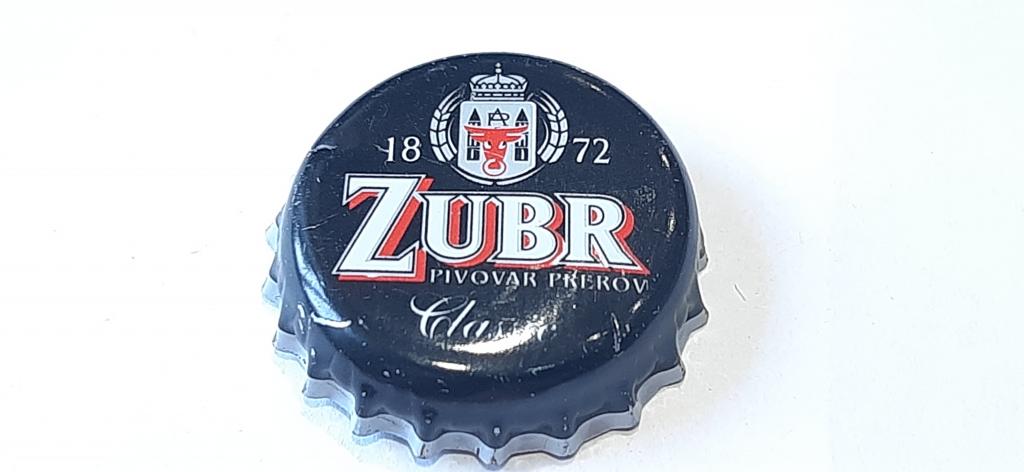 18 72
ZUBR
PIVOVAR PŘEROV